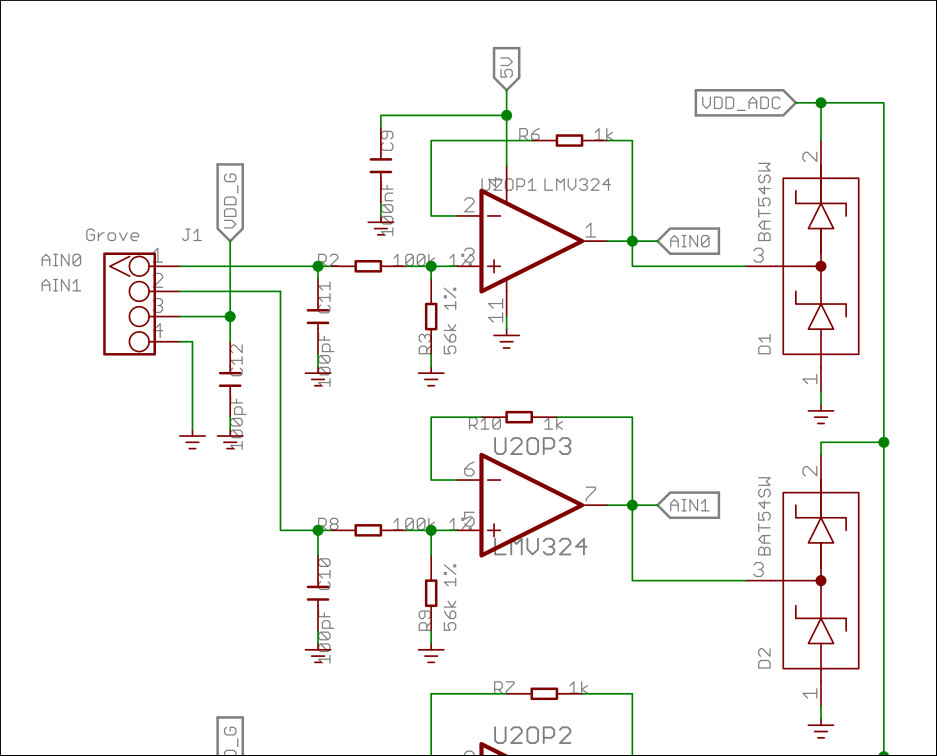 5V
VDD_ADC
C9
100nF
R6
1k
2
U2OP1 LMV324
4
BAT54SW
VDD_G
2
1
AIN0
3
Grove
J1
AIN0
AIN1
1
2
3
4
R2
100k 1%
3
C11
100pF
11
R3
56k 1%
D1
1
C12
100pF
R10
1k
U2OP3
6
7
AIN1
2
BAT54SW
3
R8
100k 1%
5
LMV324
C10
100pF
R9
56k 1%
D2
1
R7
1k
U2OP2
D_G